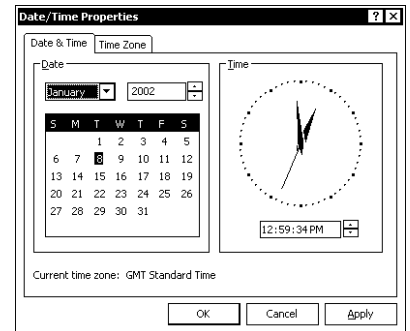 Date/Time Properties ? X
Date & Time Time Zone
Date Time
January 2002
S M T W T F S
1 2 3 4 5
6 7 8 9 10 11 12
13 14 15 16 17 18 19
20 21 22 23 24 25 26
27 28 29 30 31
12:59:34 PM
Current time zone: GMT Standard Time
OK Cancel Apply